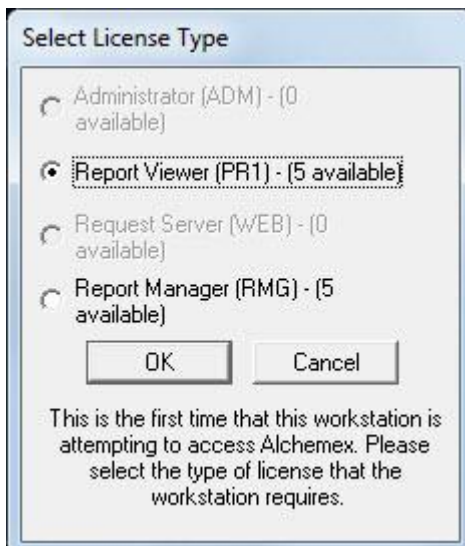 Select License Type
Administrator (ADM) - (0
available)
Report Viewer (PR1) - (5 available)
Request Server (WEB) - (0
available)
Report Manager (RMG) - (5
available)
OK Cancel
This is the first time that this workstation is
attempting to access Alchemex. Please
select the type of license that the
workstation requires.